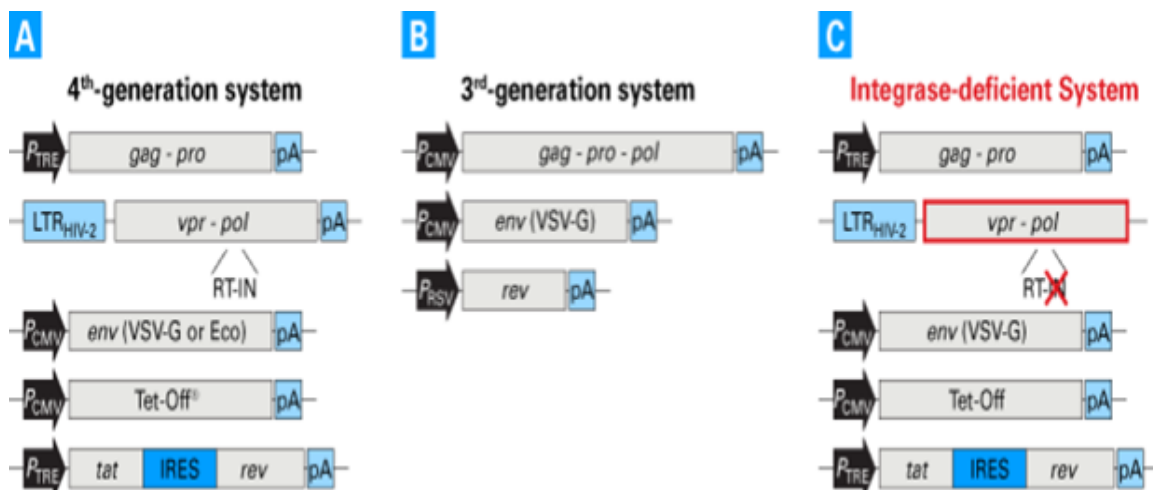 A
4th-generation system
PTRE gag - pro pA
LTRHIV-2 vpr - pol pA
RT-IN
PCMV env (VSV-G or Eco) pA
PCMV Tet-Off® pA
PTRE tat IRES rev pA
B
3rd-generation system
PCMV gag - pro - pol pA
PCMV env (VSV-G) pA
PRSV rev pA
C
Integrase-deficient System
PTRE gag - pro pA
LTRHIV-2 vpr - pol
RT-IN
PCMV env (VSV-G) pA
PCMV Tet-Off pA
PTRE tat IRES rev pA